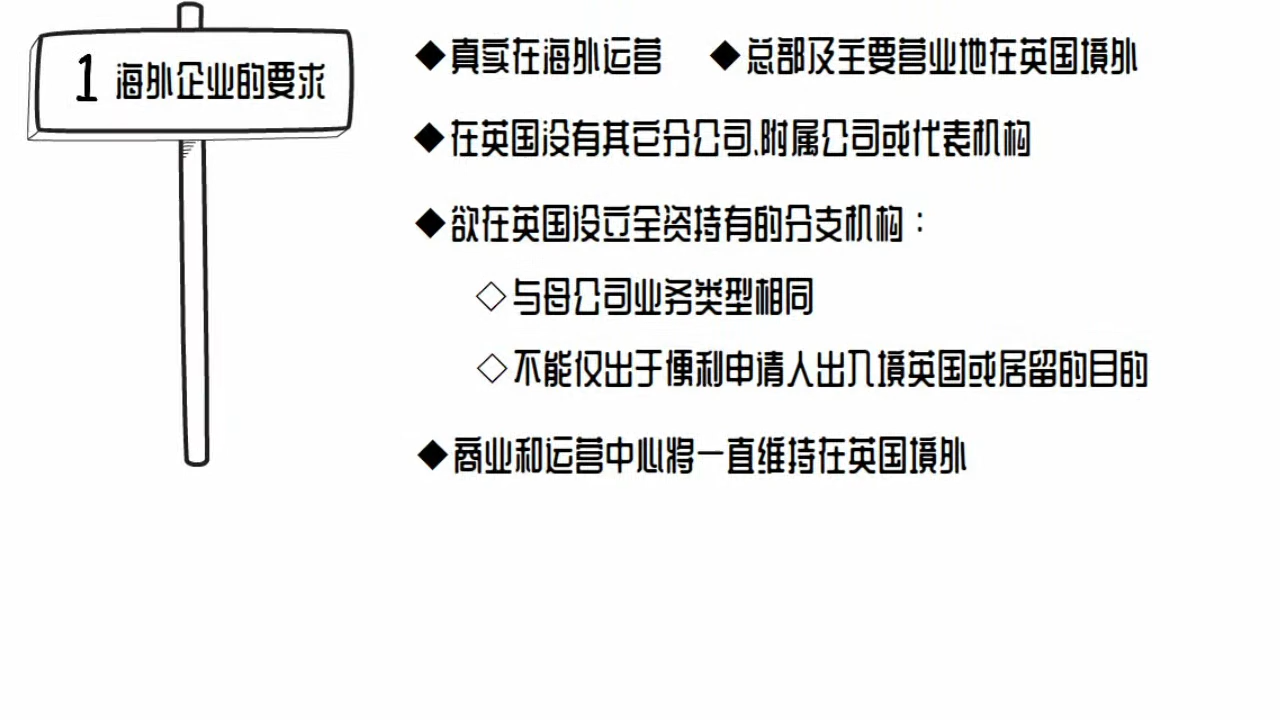 1 海外企业的要求
◆真实在海外运营 ◆总部及主要营业地在英国境外
◆在英国没有其它分公司、附属公司或代表机构
◆欲在英国设立全资持有的分支机构：
◇与母公司业务类型相同
◇不能仅出于便利申请人出入境英国或居留的目的
◆商业和运营中心将一直维持在英国境外